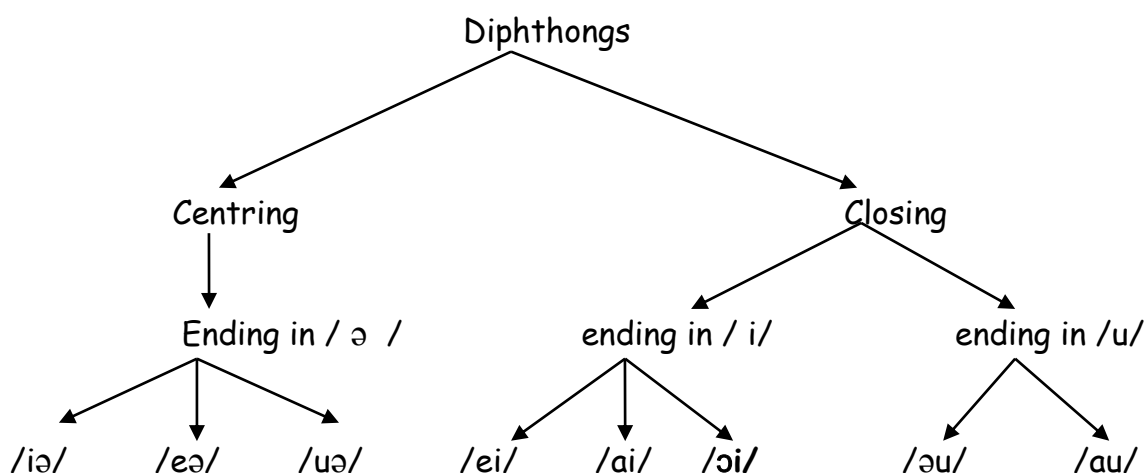 Diphthongs
Centring Closing
Ending in / ə / ending in / i/ ending in /u/
/iə/ /eə/ /uə/ /ei/ /ai/ /ɔi/ /əu/ /au/